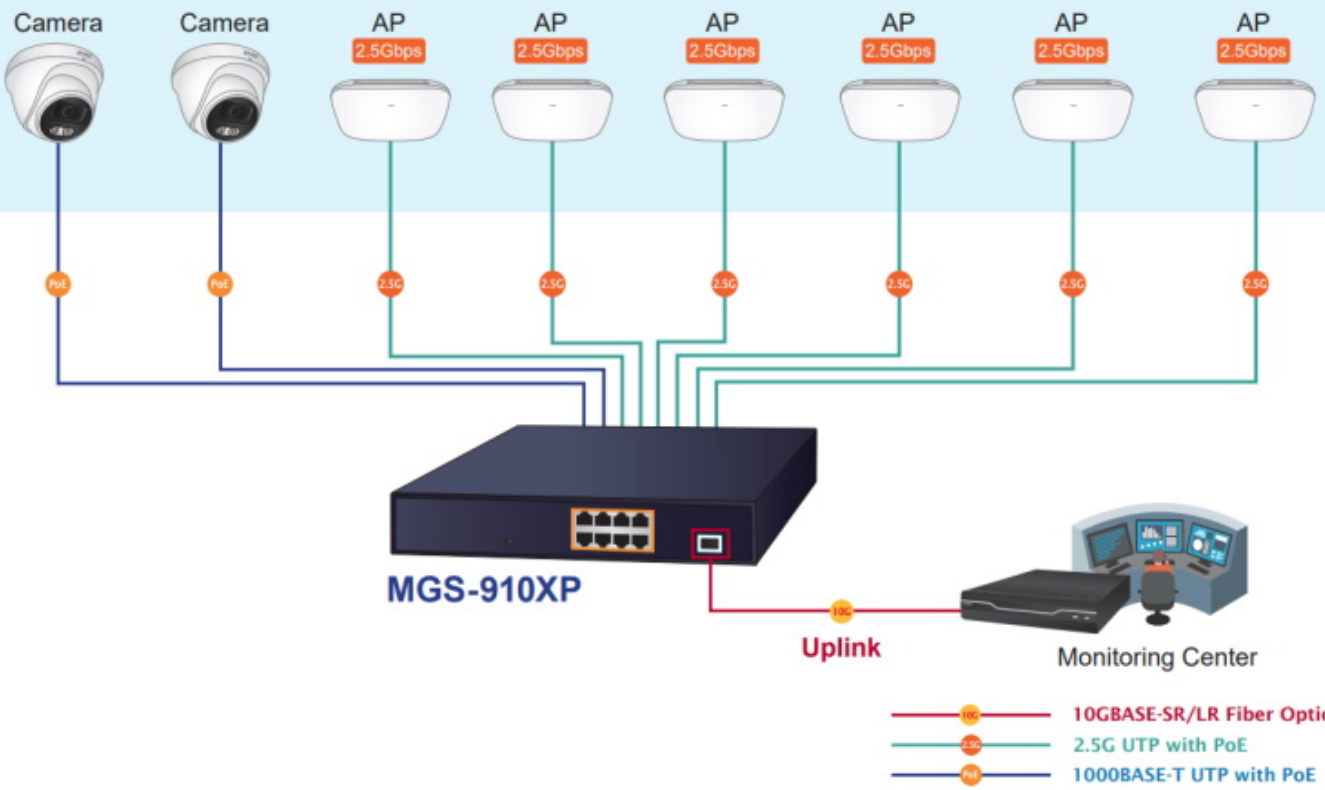 Camera Camera AP AP AP AP AP AP
2.5Gbps 2.5Gbps 2.5Gbps 2.5Gbps 2.5Gbps 2.5Gbps
PoE PoE 2.5G 2.5G 2.5G 2.5G 2.5G 2.5G
MGS-910XP
10G
Uplink
Monitoring Center
10G 10GBASE-SR/LR Fiber Optic
2.5G 2.5G UTP with PoE
PoE 1000BASE-T UTP with PoE